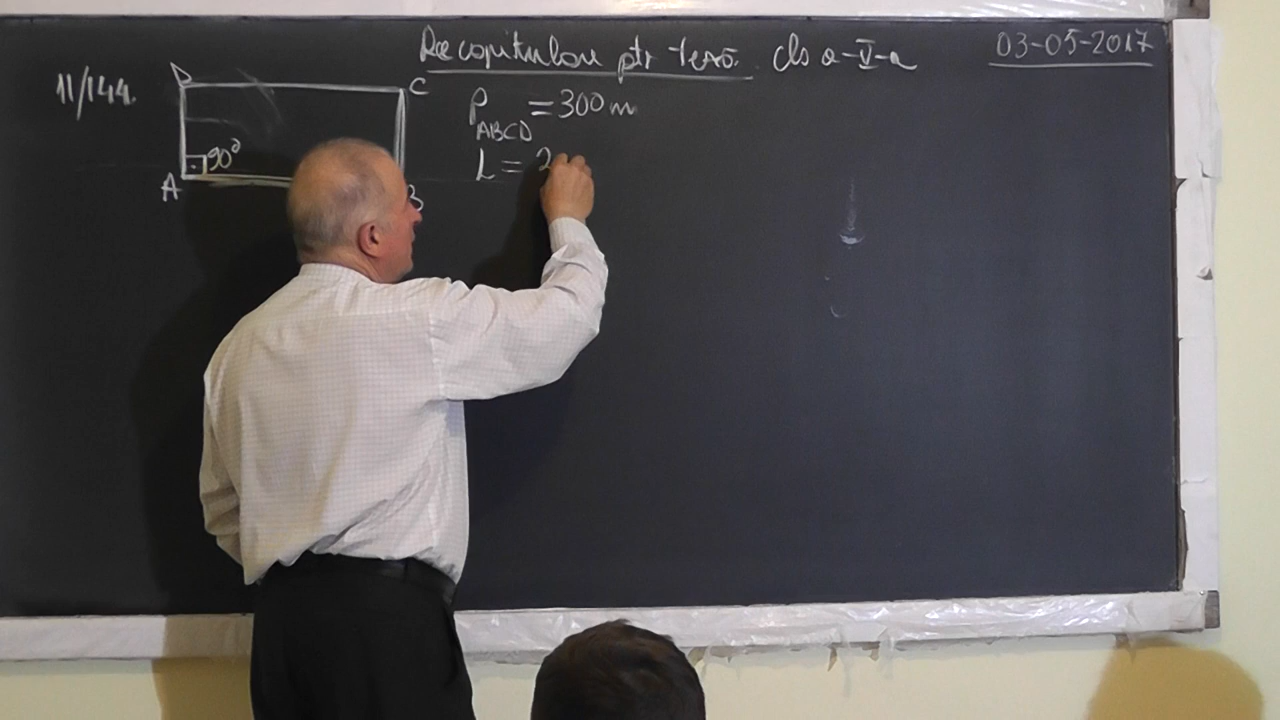 Recapitulare ptr teză. cls a-V-a
03-05-2017
11/144.
D
C
A
B
90°
P ABCD = 300 m
L = 2